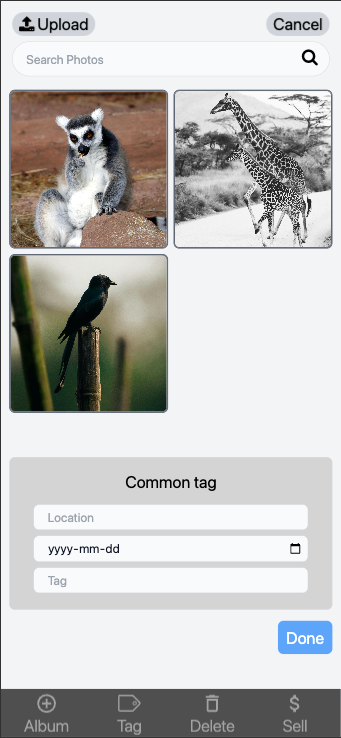 Upload
Cancel
Search Photos
Common tag
Location
yyyy-mm-dd
Tag
Done
Album
Tag
Delete
Sell